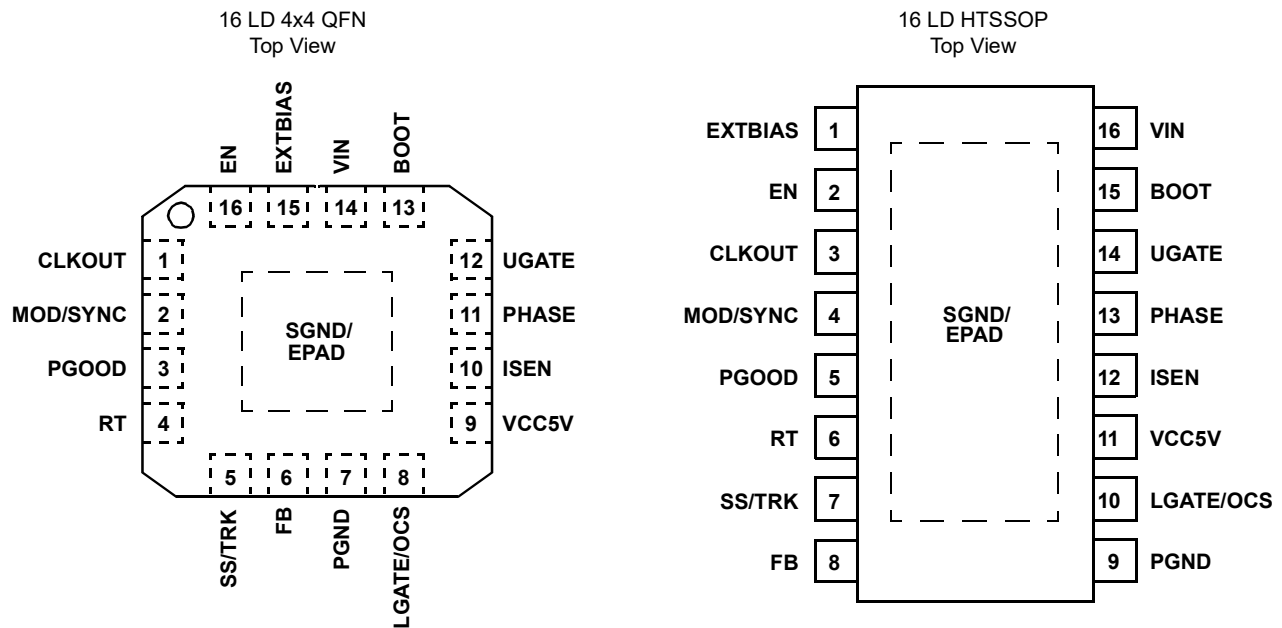 16 LD 4x4 QFN
Top View
EN
EXTBIAS
VIN
BOOT
16
15
14
13
CLKOUT 1
MOD/SYNC 2
PGOOD 3
RT 4
SGND/
EPAD
12 UGATE
11 PHASE
10 ISEN
9 VCC5V
5
6
7
8
SS/TRK
FB
PGND
LGATE/OCS
16 LD HTSSOP
Top View
EXTBIAS 1
EN 2
CLKOUT 3
MOD/SYNC 4
PGOOD 5
RT 6
SS/TRK 7
FB 8
SGND/
EPAD
16 VIN
15 BOOT
14 UGATE
13 PHASE
12 ISEN
11 VCC5V
10 LGATE/OCS
9 PGND